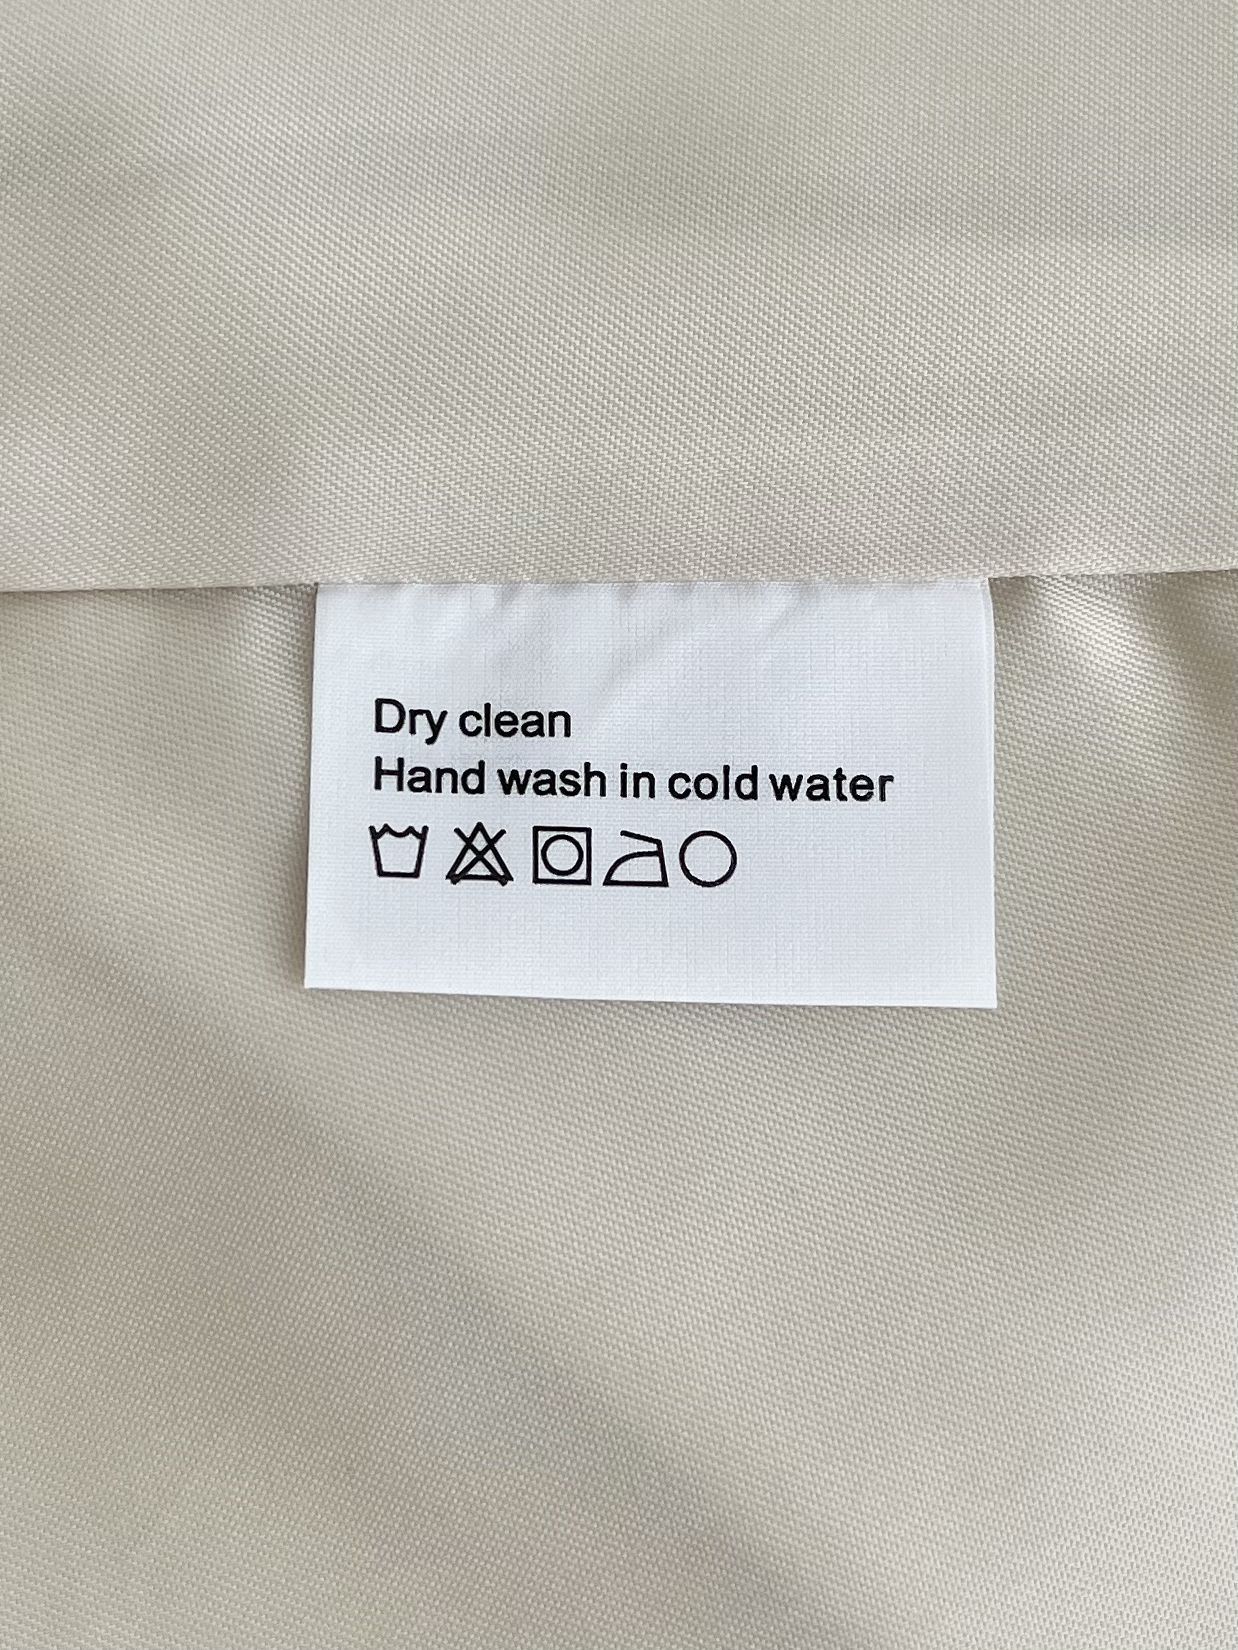 Dry clean
Hand wash in cold water